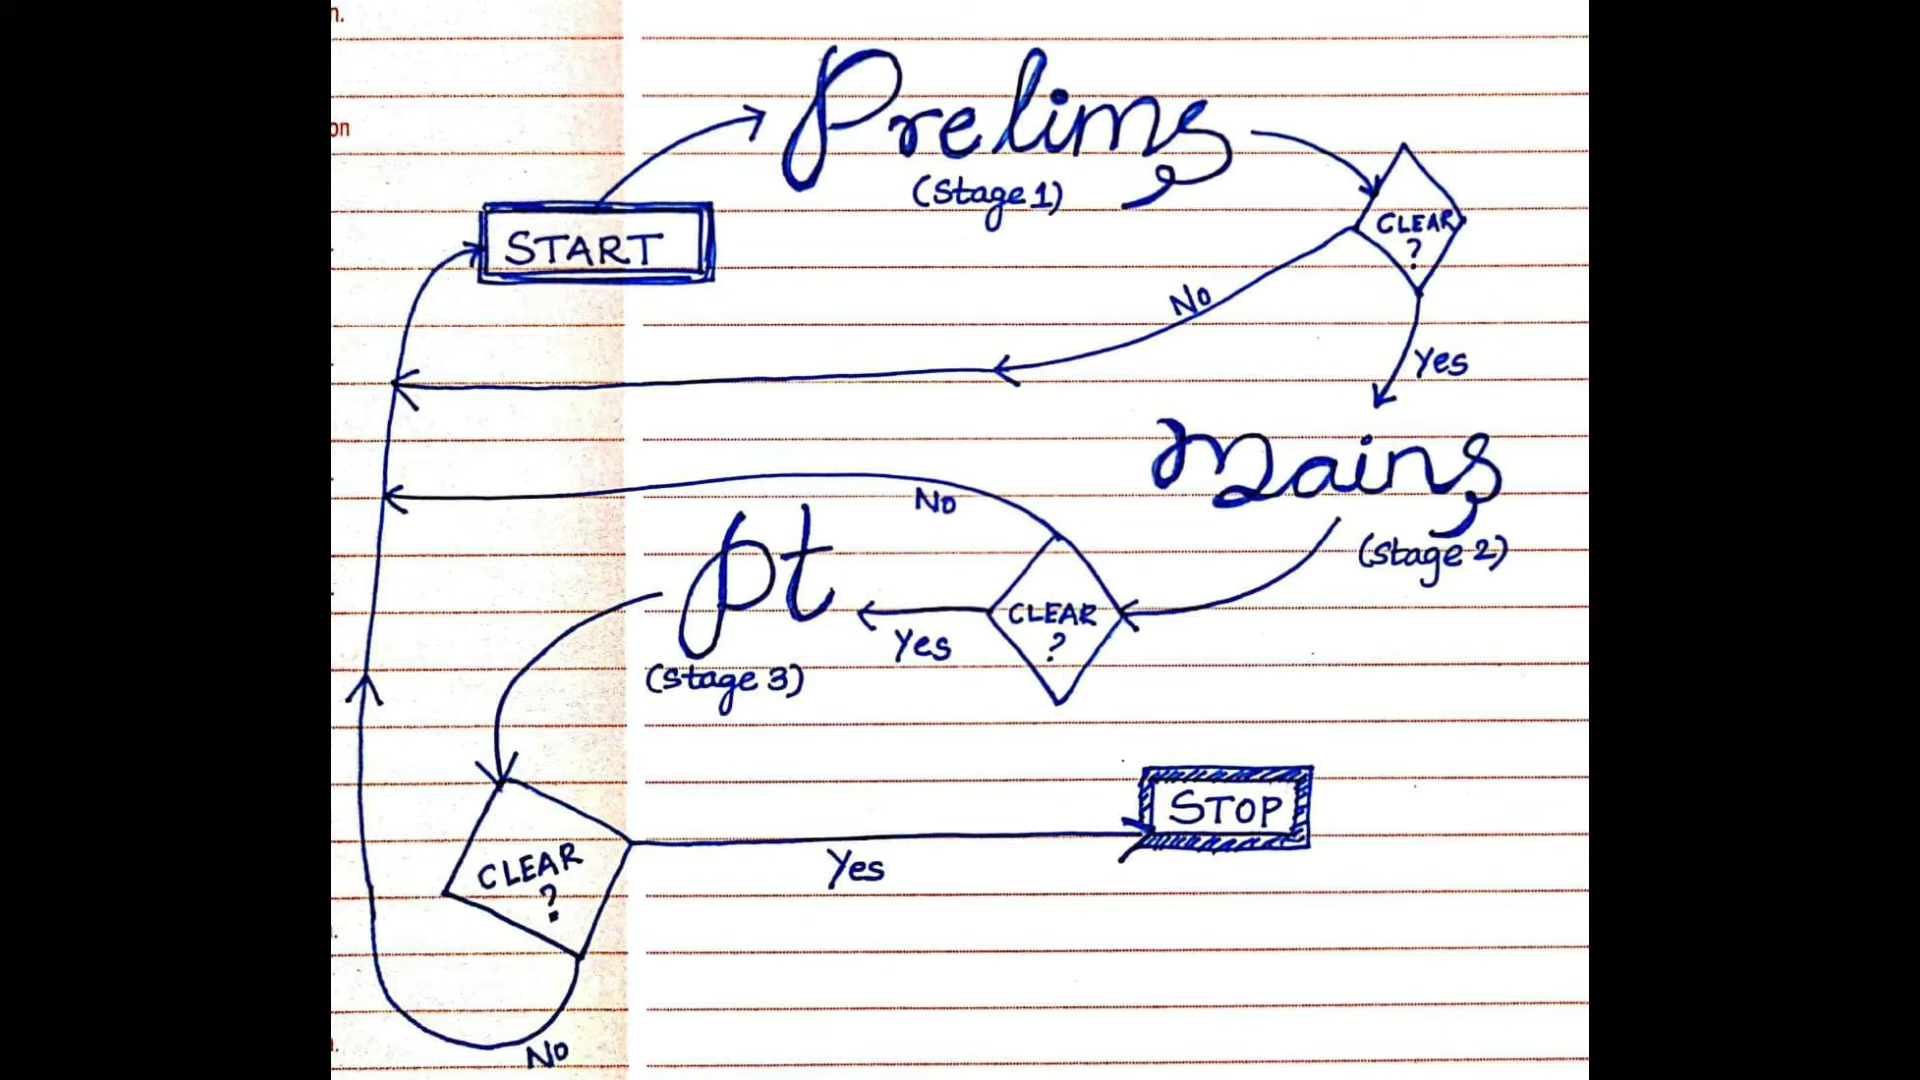 n.
on
Prelims
(Stage 1)
START
CLEAR
?
No
Yes
Mains
(Stage 2)
No
pt
(Stage 3)
CLEAR
?
Yes
STOP
CLEAR
?
Yes
No